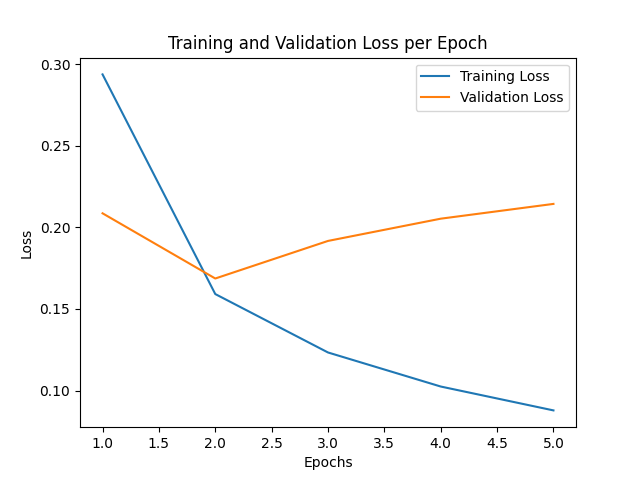 Training and Validation Loss per Epoch
Training Loss
Validation Loss
0.30
0.25
0.20
0.15
0.10
Loss
1.0 1.5 2.0 2.5 3.0 3.5 4.0 4.5 5.0
Epochs